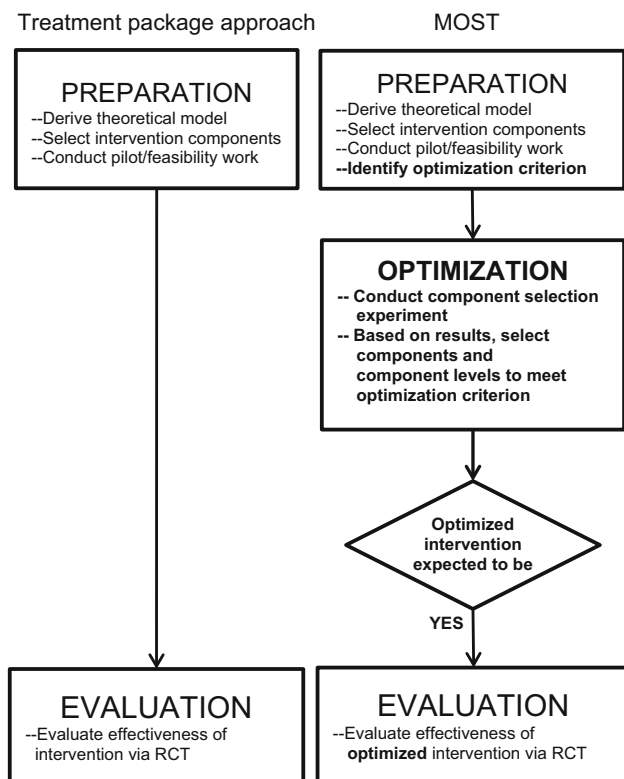 Treatment package approach
PREPARATION
--Derive theoretical model
--Select intervention components
--Conduct pilot/feasibility work
EVALUATION
--Evaluate effectiveness of
intervention via RCT
MOST
PREPARATION
--Derive theoretical model
--Select intervention components
--Conduct pilot/feasibility work
--Identify optimization criterion
OPTIMIZATION
-- Conduct component selection
experiment
-- Based on results, select
components and
component levels to meet
optimization criterion
Optimized
intervention
expected to be
YES
EVALUATION
--Evaluate effectiveness of
optimized intervention via RCT